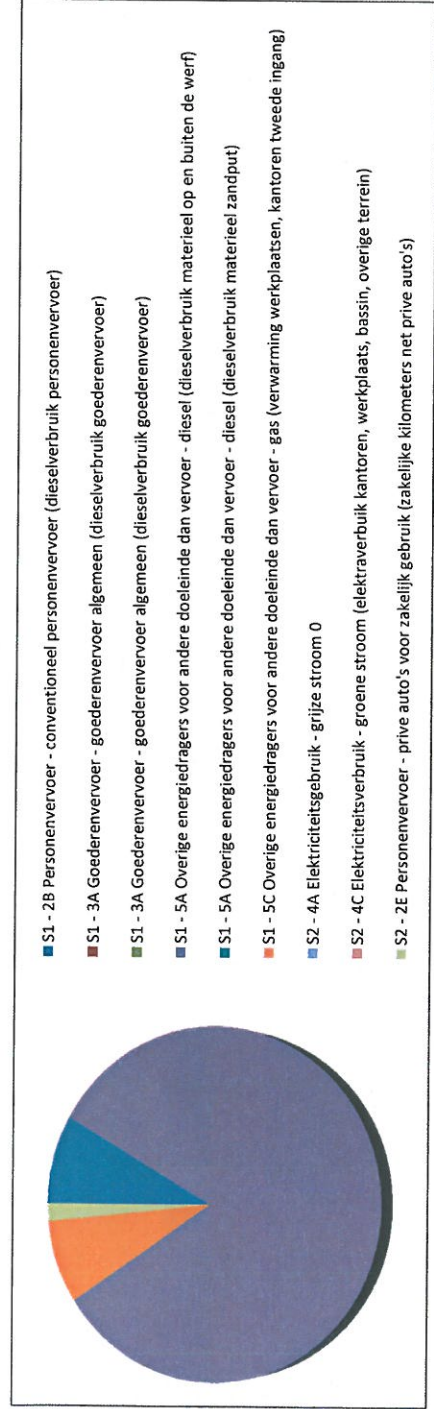 S1 - 2B Personenvervoer - conventioneel personenvervoer (dieselverbruik personenvervoer)
S1 - 3A Goederenvervoer - goederenvervoer algemeen (dieselverbruik goederenvervoer)
S1 - 3A Goederenvervoer - goederenvervoer algemeen (dieselverbruik goederenvervoer)
S1 - 5A Overige energiedragers voor andere doeleinde dan vervoer - diesel (dieselverbuik materieel op en buiten de werf)
S1 - 5A Overige energiedragers voor andere doeleinde dan vervoer - diesel (dieselverbruik materieel zandput)
S1 - 5C Overige energiedragers voor andere doeleinde dan vervoer - gas (verwarming werkplaatsen, kantoren tweede ingang)
S2 - 4A Elektriciteitsgebruik - grijze stroom 0
S2 - 4C Elektriciteitsverbruik - groene stroom (elektraverbuik kantoren, werkplaats, bassin, overige terrein)
S2 - 2E Personenvervoer - prive auto's voor zakelijk gebruik (zakelijke kilometers net prive auto's)